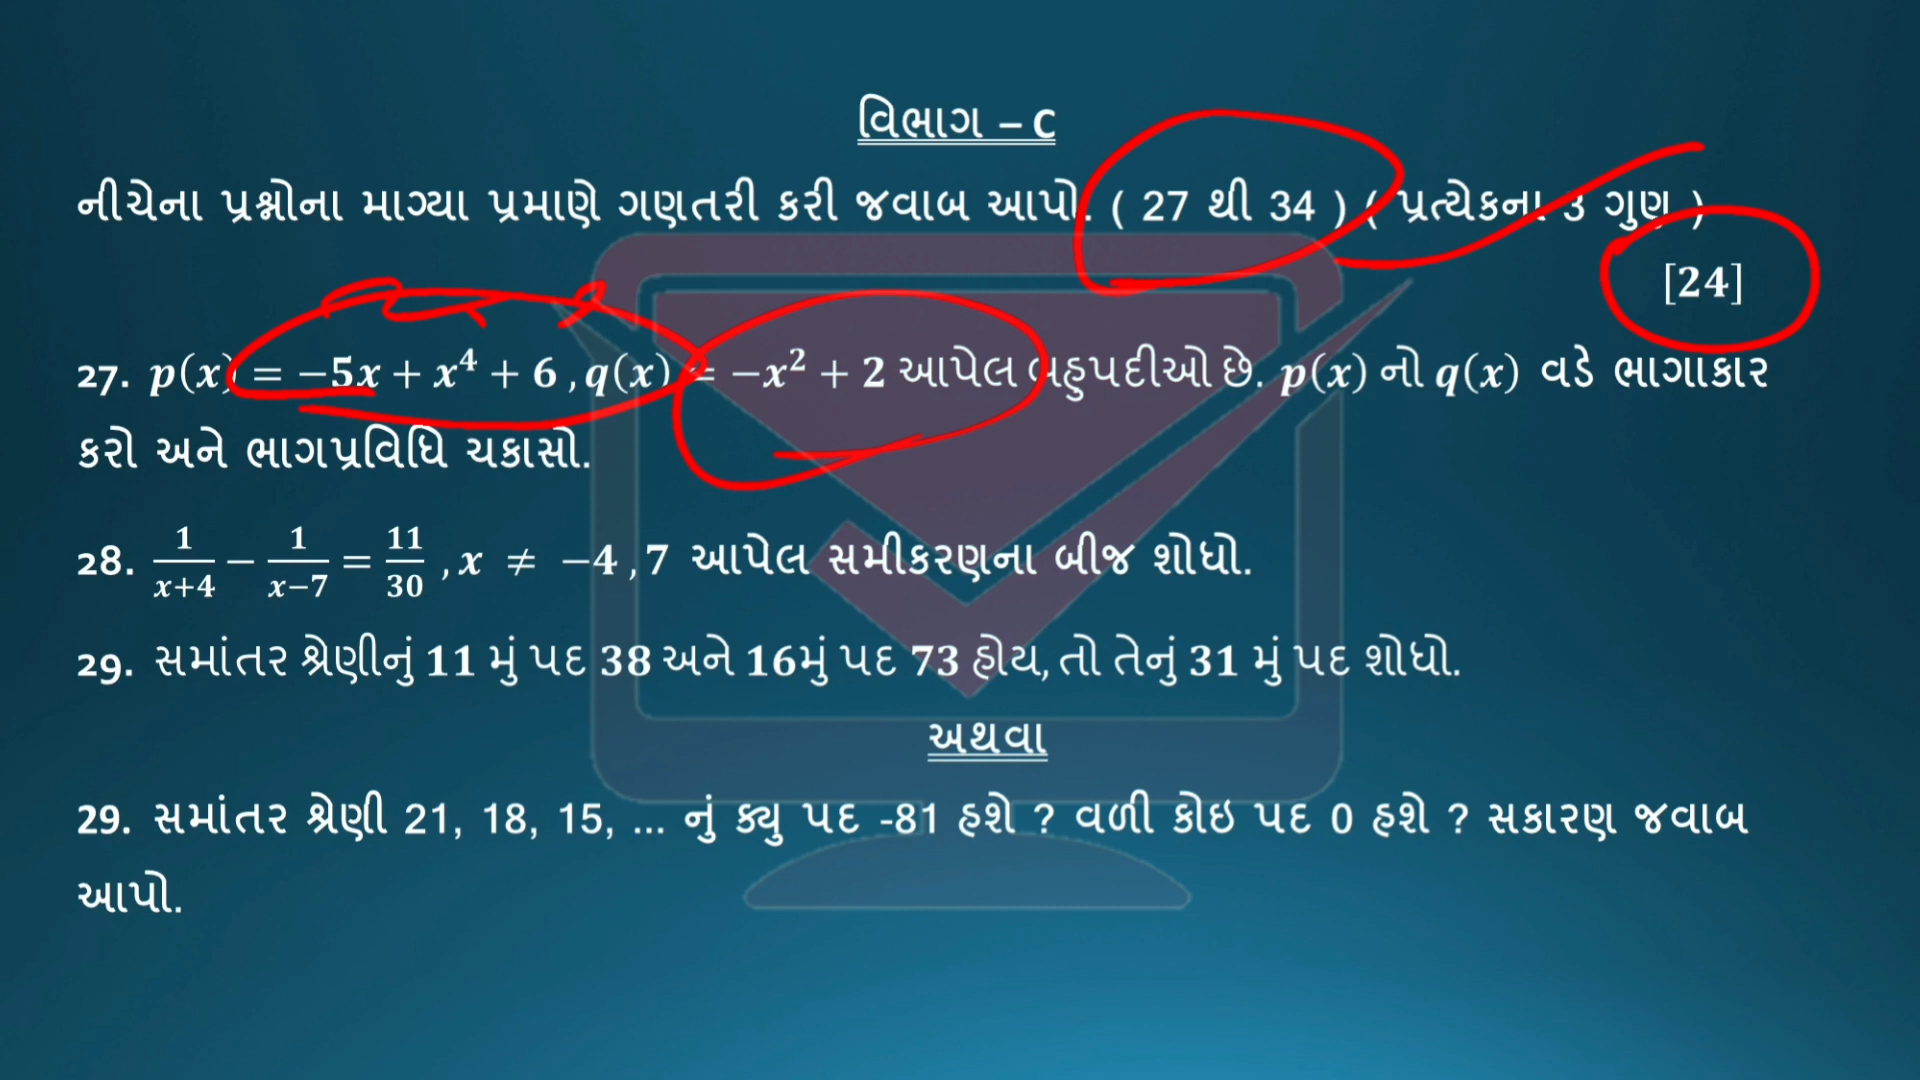 વિભાગ – C
નીચેના પ્રશ્નોના માગ્યા પ્રમાણે ગણતરી કરી જવાબ આપો. ( 27 થી 34 ) ( પ્રત્યેકના 3 ગુણ )
[24]
27. p(x) = −5x + x⁴ + 6 , q(x) = −x² + 2 આપેલ બહુપદીઓ છે. p(x) નો q(x) વડે ભાગાકાર
કરો અને ભાગપ્રવિધિ ચકાસો.
28. 1/(x+4) − 1/(x−7) = 11/30 , x ≠ −4 , 7 આપેલ સમીકરણના બીજ શોધો.
29. સમાંતર શ્રેણીનું 11 મું પદ 38 અને 16મું પદ 73 હોય, તો તેનું 31 મું પદ શોધો.
અથવા
29. સમાંતર શ્રેણી 21, 18, 15, ... નું ક્યુ પદ -81 હશે ? વળી કોઇ પદ 0 હશે ? સકારણ જવાબ
આપો.